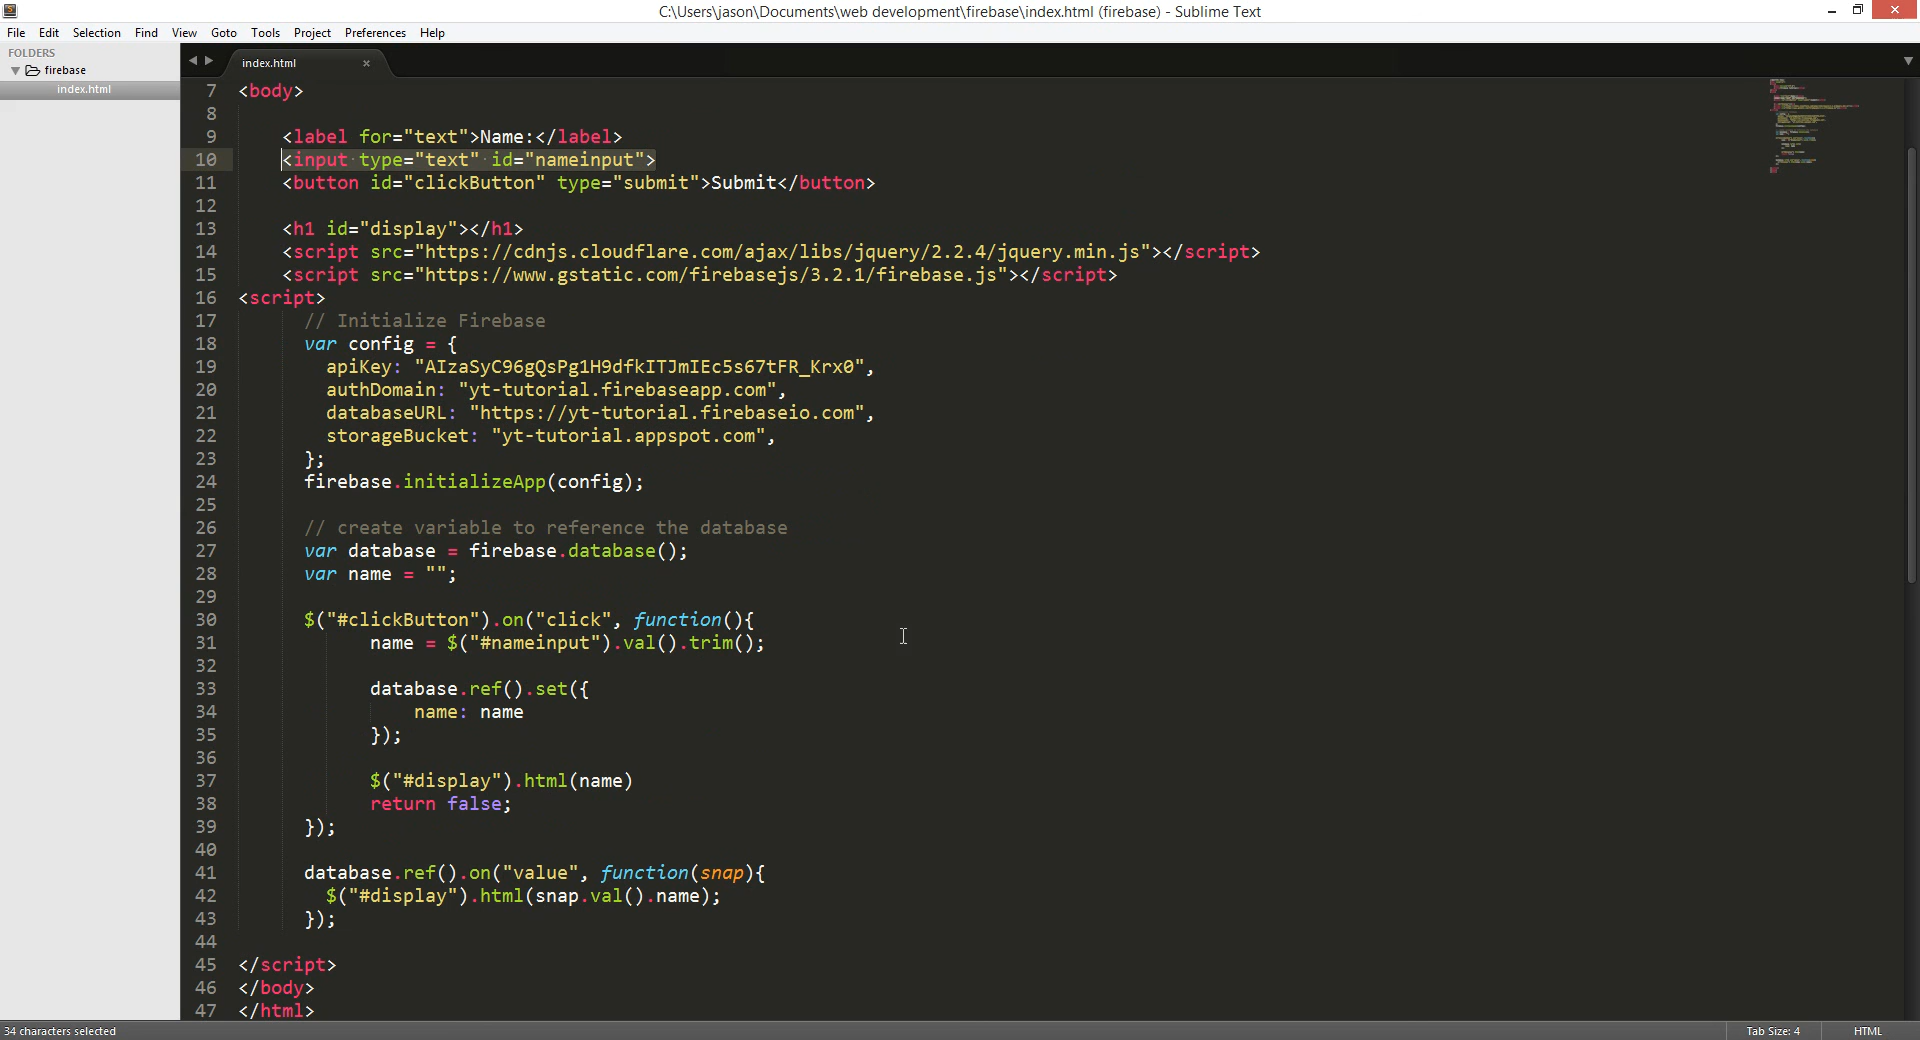 C:\Users\jason\Documents\web development\firebase\index.html (firebase) - Sublime Text
File Edit Selection Find View Goto Tools Project Preferences Help
FOLDERS
firebase
index.html
index.html
7 <body>
8
9 <label for="text">Name:</label>
10 <input type="text" id="nameinput">
11 <button id="clickButton" type="submit">Submit</button>
12
13 <h1 id="display"></h1>
14 <script src="https://cdnjs.cloudflare.com/ajax/libs/jquery/2.2.4/jquery.min.js"></script>
15 <script src="https://www.gstatic.com/firebasejs/3.2.1/firebase.js"></script>
16 <script>
17 // Initialize Firebase
18 var config = {
19 apiKey: "AIzaSyC96gQsPg1H9dfkITJmIEc5s67tFR_Krx0",
20 authDomain: "yt-tutorial.firebaseapp.com",
21 databaseURL: "https://yt-tutorial.firebaseio.com",
22 storageBucket: "yt-tutorial.appspot.com",
23 };
24 firebase.initializeApp(config);
25
26 // create variable to reference the database
27 var database = firebase.database();
28 var name = "";
29
30 $("#clickButton").on("click", function(){
31 name = $("#nameinput").val().trim();
32
33 database.ref().set({
34 name: name
35 });
36
37 $("#display").html(name)
38 return false;
39 });
40
41 database.ref().on("value", function(snap){
42 $("#display").html(snap.val().name);
43 });
44
45 </script>
46 </body>
47 </html>
34 characters selected
Tab Size: 4
HTML